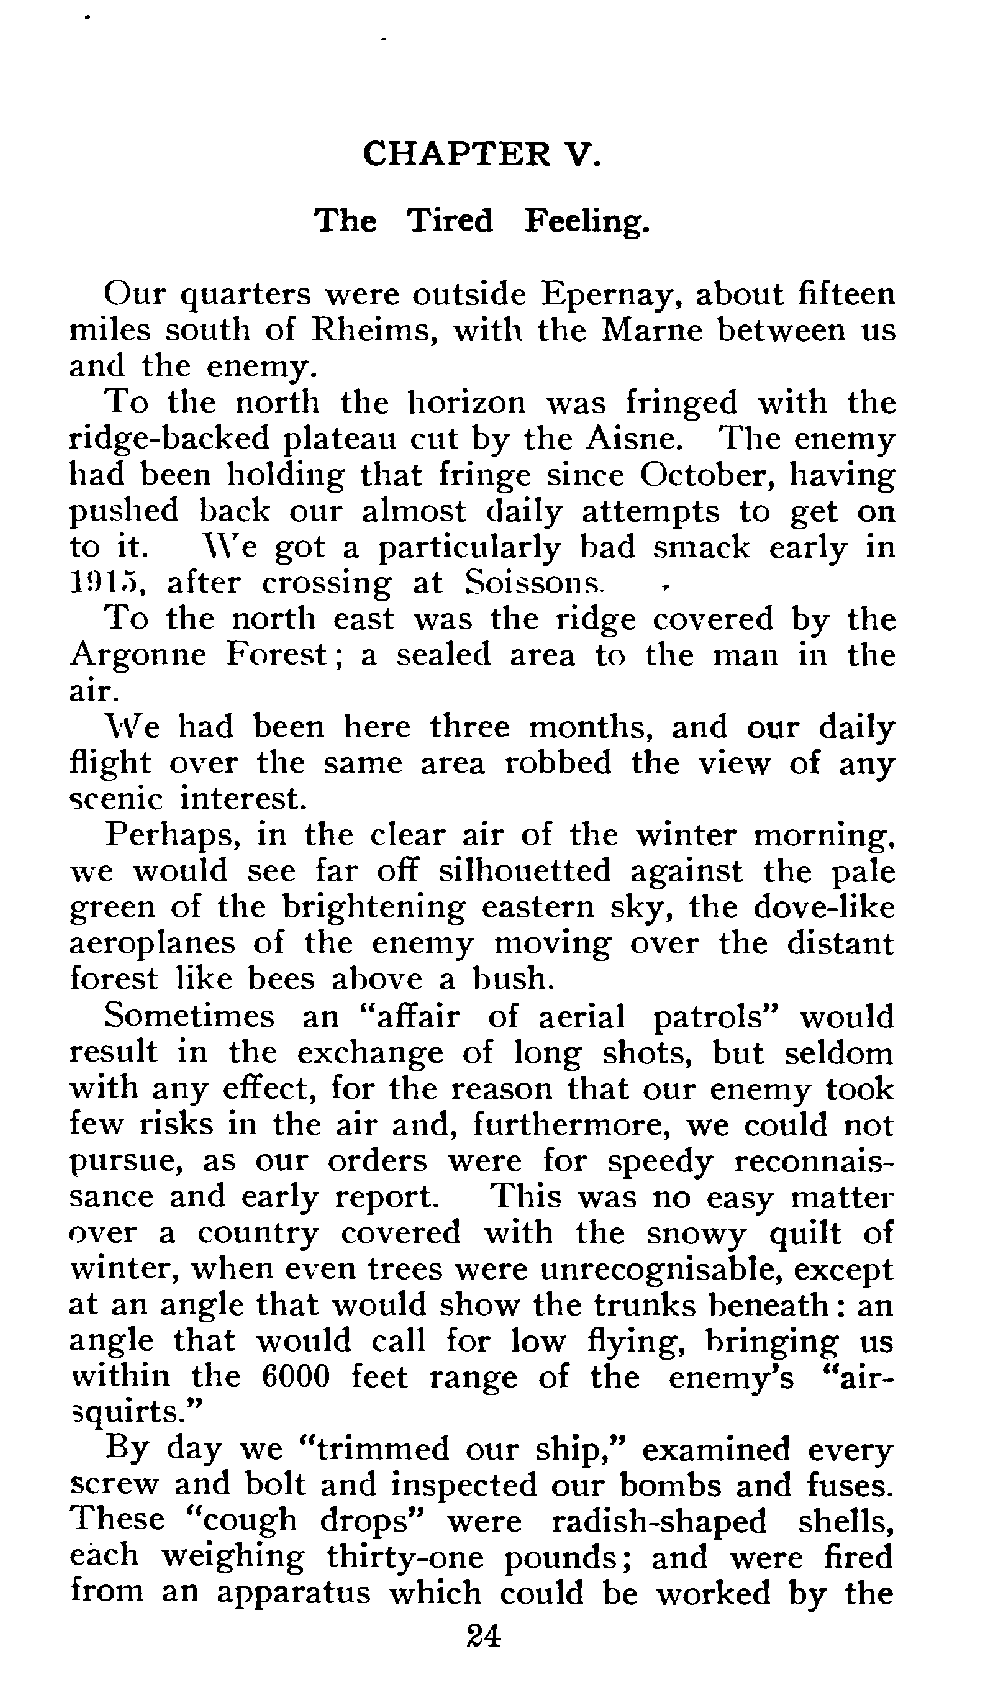 CHAPTER V.
The Tired Feeling.
Our quarters were outside Epernay, about fifteen
miles south of Rheims, with the Marne between us
and the enemy.
To the north the horizon was fringed with the
ridge-backed plateau cut by the Aisne. The enemy
had been holding that fringe since October, having
pushed back our almost daily attempts to get on
to it. We got a particularly bad smack early in
1915, after crossing at Soissons.
To the north east was the ridge covered by the
Argonne Forest; a sealed area to the man in the
air.
We had been here three months, and our daily
flight over the same area robbed the view of any
scenic interest.
Perhaps, in the clear air of the winter morning,
we would see far off silhouetted against the pale
green of the brightening eastern sky, the dove-like
aeroplanes of the enemy moving over the distant
forest like bees above a bush.
Sometimes an “affair of aerial patrols” would
result in the exchange of long shots, but seldom
with any effect, for the reason that our enemy took
few risks in the air and, furthermore, we could not
pursue, as our orders were for speedy reconnais-
sance and early report. This was no easy matter
over a country covered with the snowy quilt of
winter, when even trees were unrecognisable, except
at an angle that would show the trunks beneath: an
angle that would call for low flying, bringing us
within the 6000 feet range of the enemy’s “air-
squirts.”
By day we “trimmed our ship,” examined every
screw and bolt and inspected our bombs and fuses.
These “cough drops” were radish-shaped shells,
each weighing thirty-one pounds; and were fired
from an apparatus which could be worked by the
24